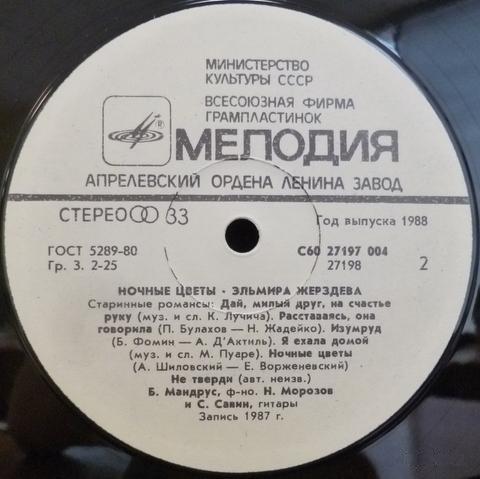 МИНИСТЕРСТВО
КУЛЬТУРЫ СССР
ВСЕСОЮЗНАЯ ФИРМА
ГРАМПЛАСТИНОК
МЕЛОДИЯ
АПРЕЛЕВСКИЙ ОРДЕНА ЛЕНИНА ЗАВОД
СТЕРЕО 33
Год выпуска 1988
ГОСТ 5289-80
Гр. 3. 2-25
С60 27197 004
27198
2
НОЧНЫЕ ЦВЕТЫ · ЭЛЬМИРА ЖЕРЗДЕВА
Старинные романсы: Дай, милый друг, на счастье
руку (муз. и сл. К. Лучича). Расставаясь, она
говорила (П. Булахов — Н. Жадейко). Изумруд
(Б. Фомин — А. Д'Актиль). Я ехала домой
(муз. и сл. М. Пуаре). Ночные цветы
(А. Шиловский — Е. Ворженевский)
Не тверди (авт. неизв.)
Б. Мандрус, ф-но. Н. Морозов
и С. Савин, гитары
Запись 1987 г.